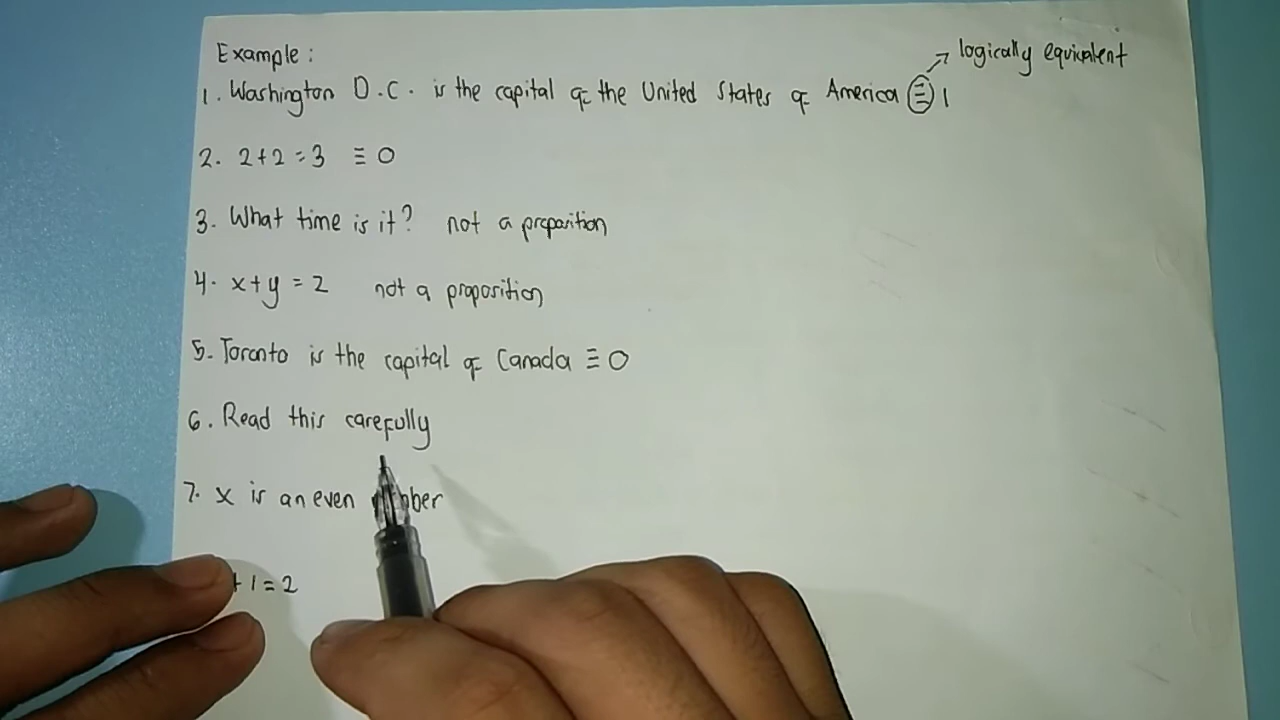 Example :
→ logically equivalent
1. Washington D.C. is the capital of the United States of America ≡ 1
2. 2+2=3 ≡ 0
3. What time is it? not a proposition
4. x+y = 2 not a proposition
5. Toronto is the capital of Canada ≡ 0
6. Read this carefully
7. x is an even
+ 1 = 2